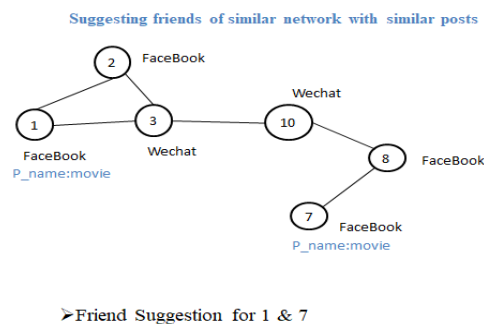 Suggesting friends of similar network with similar posts
2
FaceBook
Wechat
1
3
10
FaceBook
P_name:movie
Wechat
8
FaceBook
7
FaceBook
P_name:movie
➢Friend Suggestion for 1 & 7